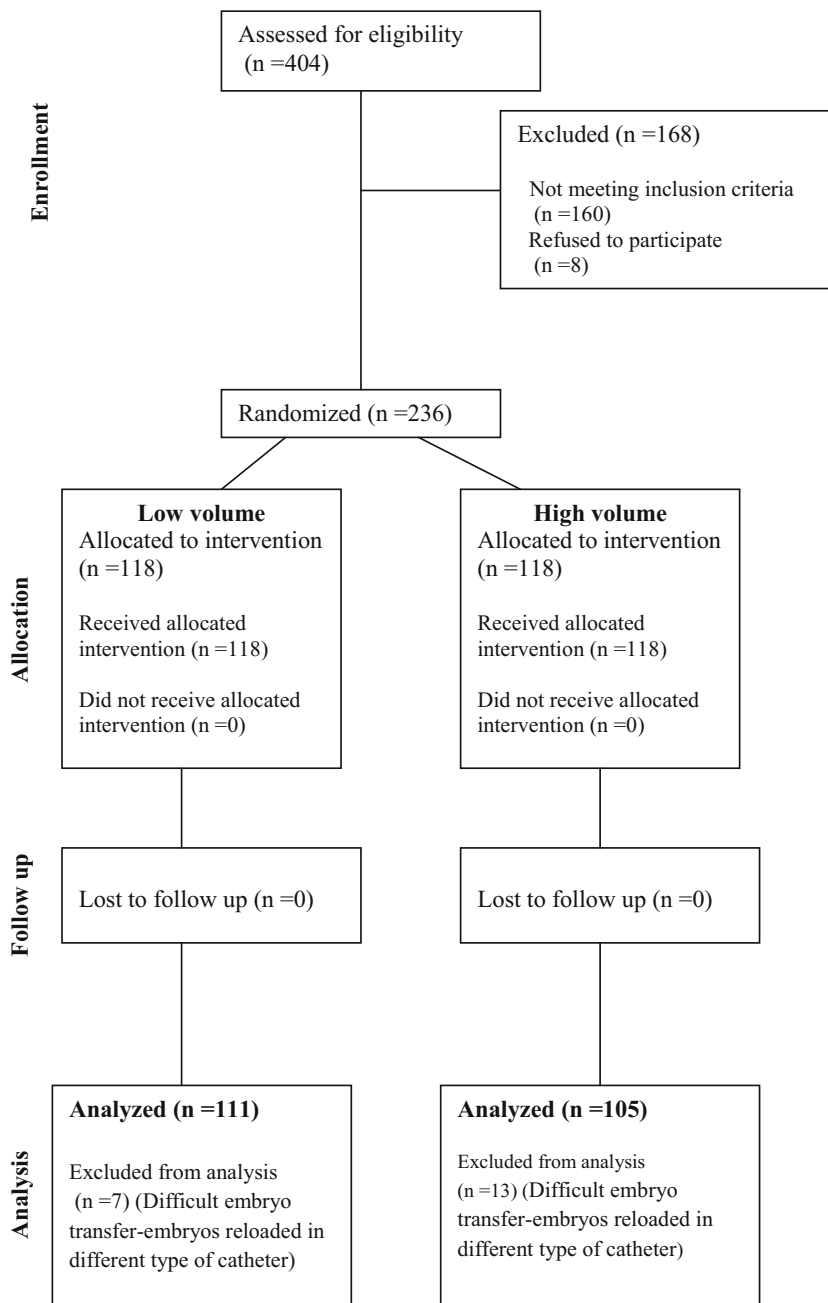 Enrollment
Assessed for eligibility
(n =404)
Excluded (n =168)
Not meeting inclusion criteria
(n =160)
Refused to participate
(n =8)
Randomized (n =236)
Allocation
Low volume
Allocated to intervention
(n =118)
Received allocated
intervention (n =118)
Did not receive allocated
intervention (n =0)
High volume
Allocated to intervention
(n =118)
Received allocated
intervention (n =118)
Did not receive allocated
intervention (n =0)
Follow up
Lost to follow up (n =0)
Lost to follow up (n =0)
Analysis
Analyzed (n =111)
Excluded from analysis
(n =7) (Difficult embryo
transfer-embryos reloaded in
different type of catheter)
Analyzed (n =105)
Excluded from analysis
(n =13) (Difficult embryo
transfer-embryos reloaded in
different type of catheter)